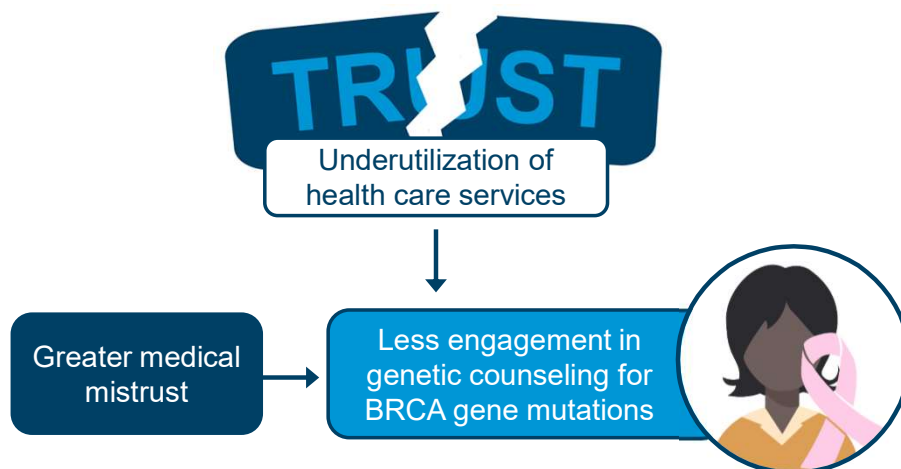 TRUST
Underutilization of
health care services
Greater medical
mistrust
Less engagement in
genetic counseling for
BRCA gene mutations